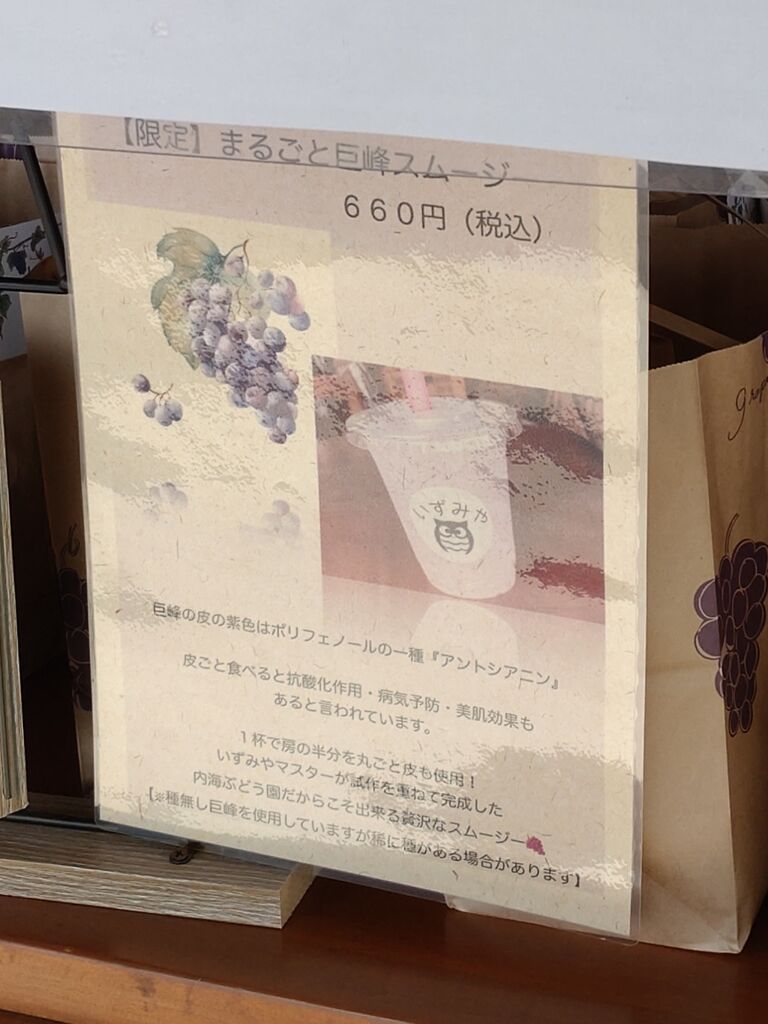 【限定】まるごと巨峰スムージ
660円（税込）
いずみや
巨峰の皮の紫色はポリフェノールの一種『アントシアニン』
皮ごと食べると抗酸化作用・病気予防・美肌効果も
あると言われています。
1杯で房の半分を丸ごと皮も使用！
いずみやマスターが試作を重ねて完成した
内海ぶどう園だからこそ出来る贅沢なスムージー🍇
【※種無し巨峰を使用していますが稀に種がある場合があります】